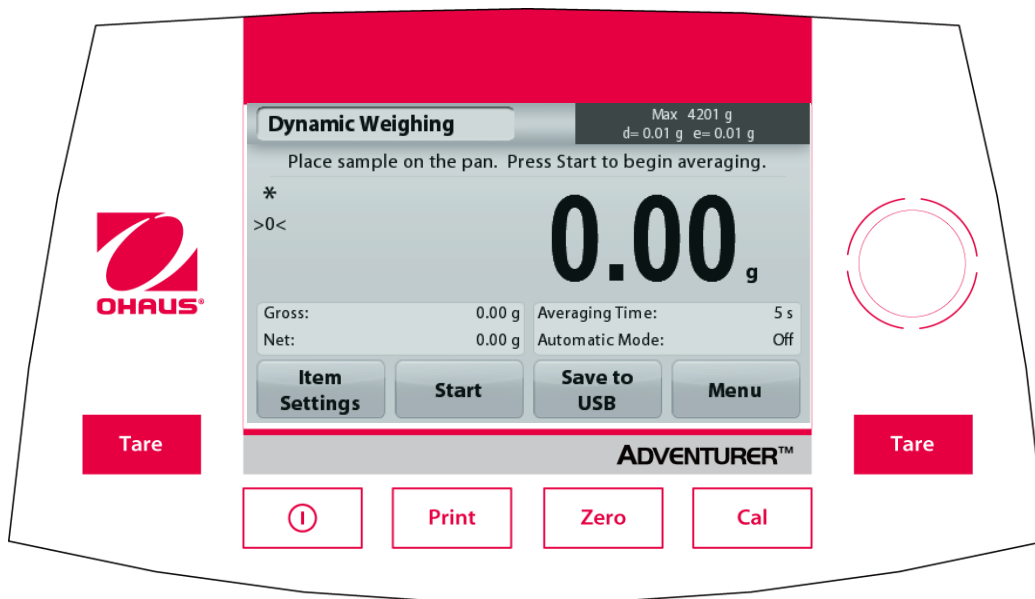 Dynamic Weighing
Max 4201 g
d= 0.01 g e= 0.01 g
Place sample on the pan. Press Start to begin averaging.
*
>0<
0.00 g
OHAUS®
Gross: 0.00 g Averaging Time: 5 s
Net: 0.00 g Automatic Mode: Off
Item
Settings
Start
Save to
USB
Menu
Tare
ADVENTURER™
Tare
Print
Zero
Cal